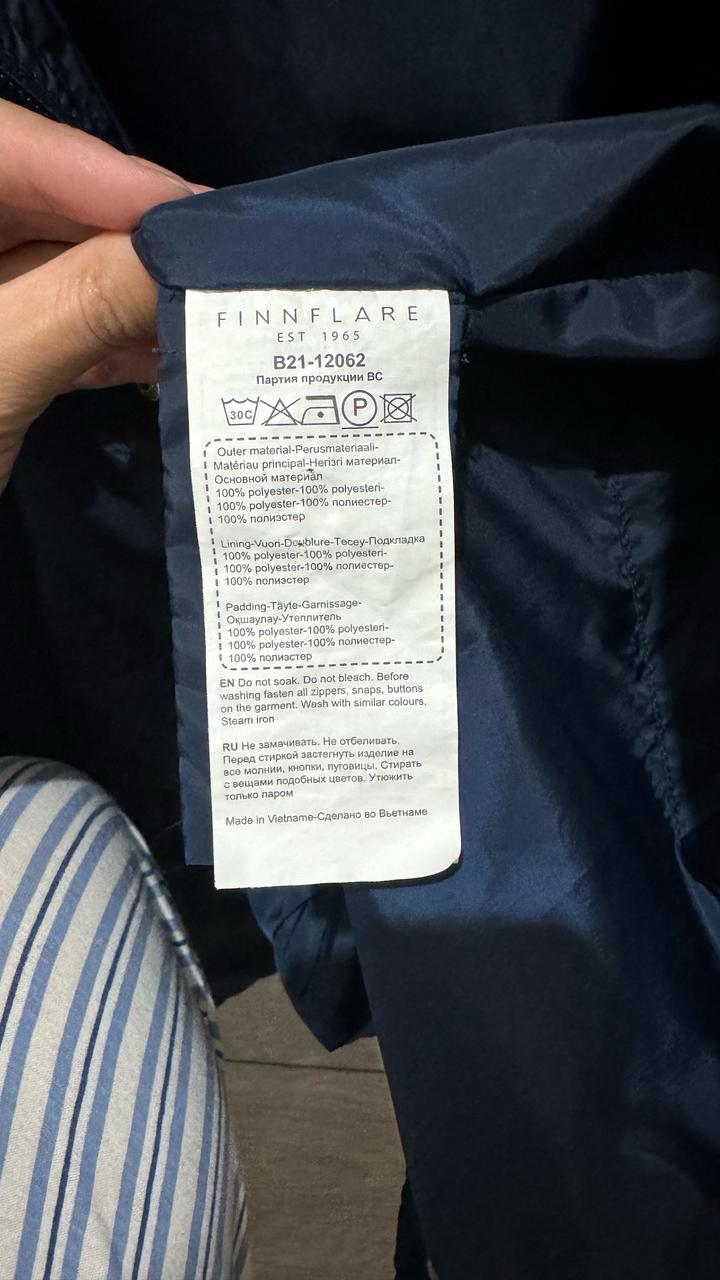 FINNFLARE
EST 1965
B21-12062
Партия продукции ВС
30C P
Outer material-Perusmateriaali-
Matériau principal-Негізгі материал-
Основной материал
100% polyester-100% polyesteri-
100% polyester-100% полиестер-
100% полиэстер
Lining-Vuori-Doublure-Төсеу-Подкладка
100% polyester-100% polyesteri-
100% polyester-100% полиестер-
100% полиэстер
Padding-Täyte-Garnissage-
Оқшаулау-Утеплитель
100% polyester-100% polyesteri-
100% polyester-100% полиестер-
100% полиэстер
EN Do not soak. Do not bleach. Before
washing fasten all zippers, snaps, buttons
on the garment. Wash with similar colours.
Steam iron
RU Не замачивать. Не отбеливать.
Перед стиркой застегнуть изделие на
все молнии, кнопки, пуговицы. Стирать
с вещами подобных цветов. Утюжить
только паром
Made in Vietname-Сделано во Вьетнаме